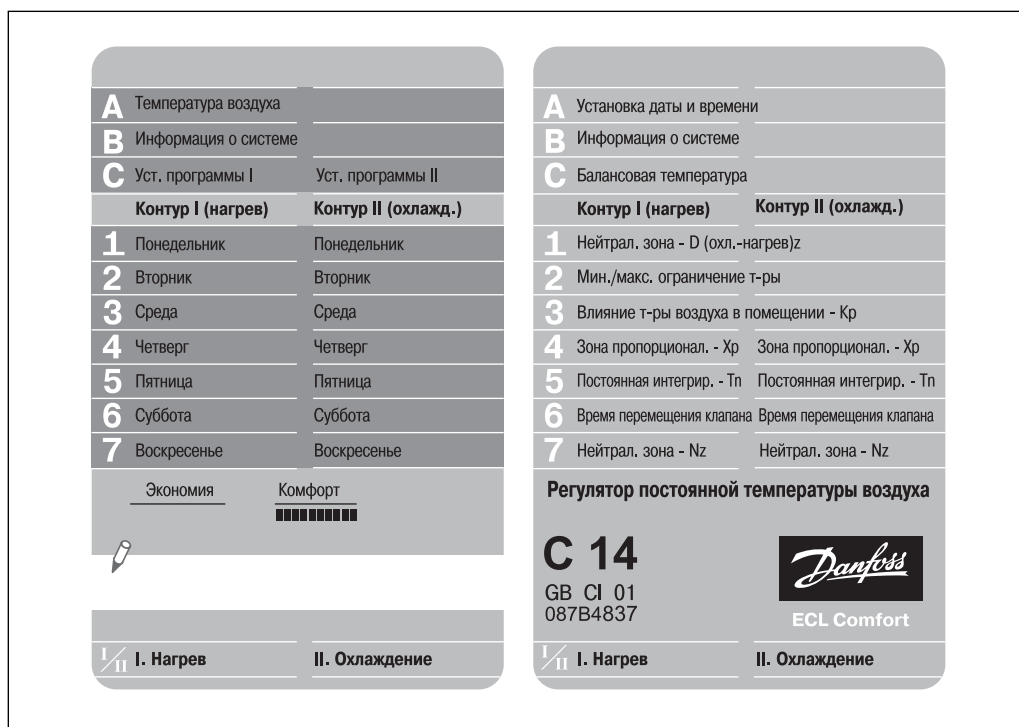 A Температура воздуха
B Информация о системе
C Уст. программы I Уст. программы II
Контур I (нагрев) Контур II (охлажд.)
1 Понедельник Понедельник
2 Вторник Вторник
3 Среда Среда
4 Четверг Четверг
5 Пятница Пятница
6 Суббота Суббота
7 Воскресенье Воскресенье
Экономия Комфорт
I/II I. Нагрев II. Охлаждение
A Установка даты и времени
B Информация о системе
C Балансовая температура
Контур I (нагрев) Контур II (охлажд.)
1 Нейтрал. зона - D (охл.-нагрев)z
2 Мин./макс. ограничение т-ры
3 Влияние т-ры воздуха в помещении - Кр
4 Зона пропорционал. - Хр Зона пропорционал. - Хр
5 Постоянная интегрир. - Tn Постоянная интегрир. - Tn
6 Время перемещения клапана Время перемещения клапана
7 Нейтрал. зона - Nz Нейтрал. зона - Nz
Регулятор постоянной температуры воздуха
C 14
GB CI 01
087B4837
Danfoss
ECL Comfort
I/II I. Нагрев II. Охлаждение